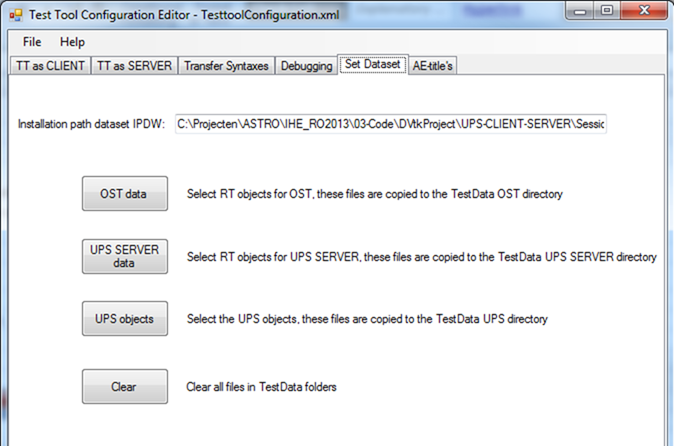 Test Tool Configuration Editor - TesttoolConfiguration.xml
File Help
TT as CLIENT TT as SERVER Transfer Syntaxes Debugging Set Dataset AE-title's
Installation path dataset IPDW: C:\Projecten\ASTRO\IHE_RO2013\03-Code\DVtkProject\UPS-CLIENT-SERVER\Sessic
OST data Select RT objects for OST, these files are copied to the TestData OST directory
UPS SERVER
data
Select RT objects for UPS SERVER, these files are copied to the TestData UPS SERVER directory
UPS objects Select the UPS objects, these files are copied to the TestData UPS directory
Clear Clear all files in TestData folders